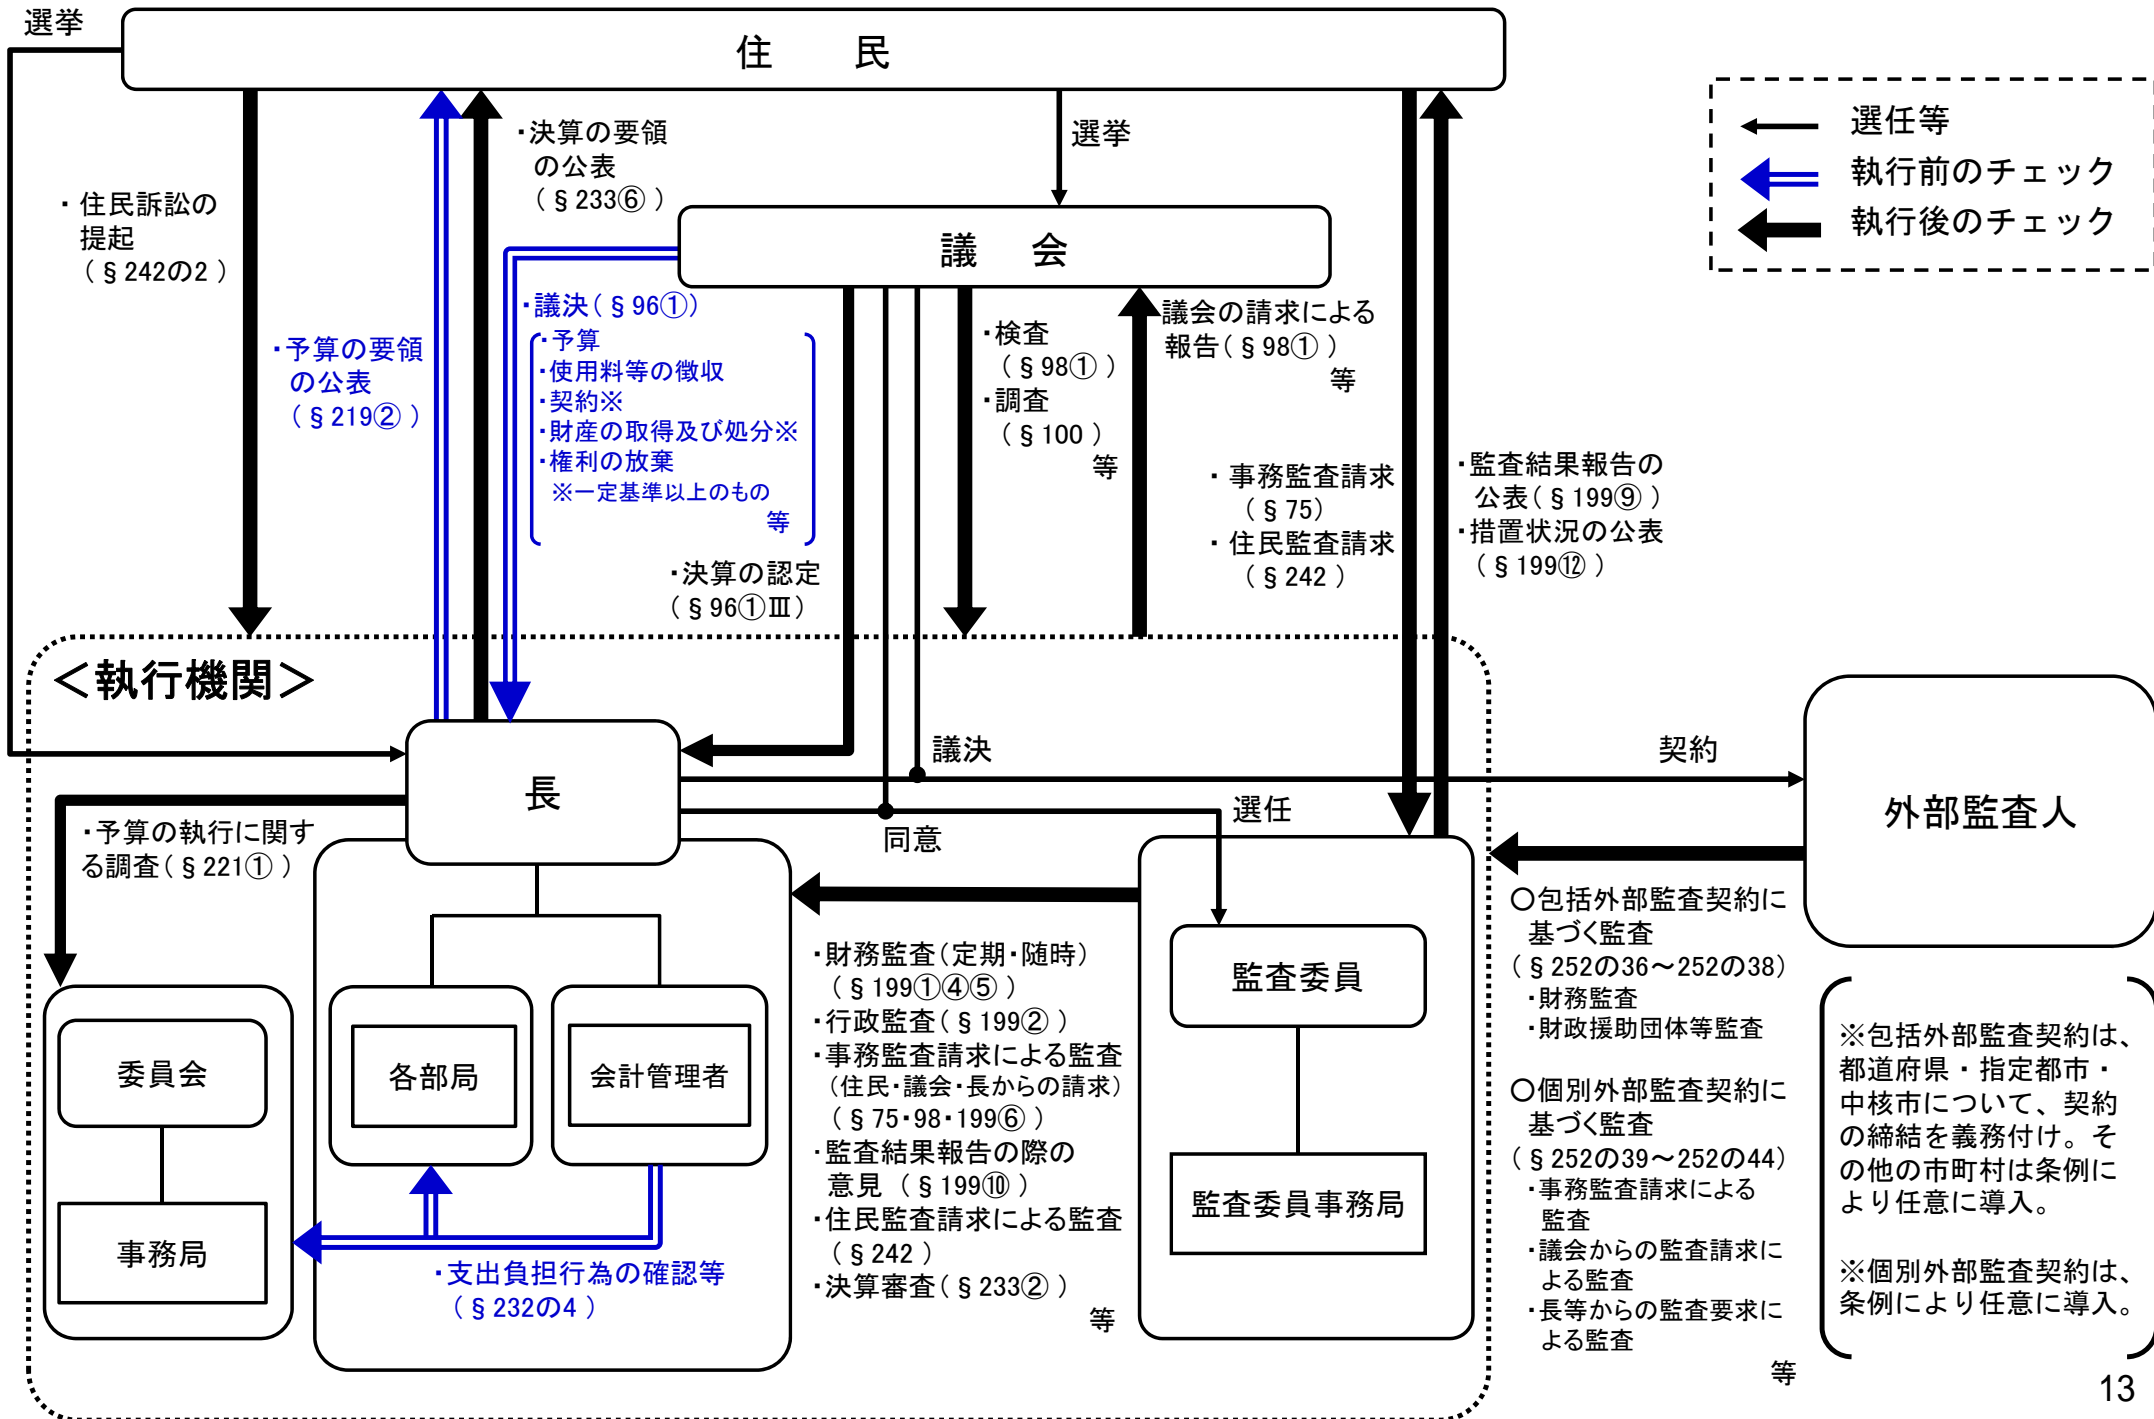 選挙
住　　民
選任等
執行前のチェック
執行後のチェック
・決算の要領
の公表
(§233⑥)
選挙
・住民訴訟の
提起
(§242の2)
議　会
・予算の要領
の公表
(§219②)
・議決(§96①)
・予算
・使用料等の徴収
・契約※
・財産の取得及び処分※
・権利の放棄
※一定基準以上のもの
等
・検査
(§98①)
・調査
(§100)
等
議会の請求による
報告(§98①)
等
・事務監査請求
(§75)
・住民監査請求
(§242)
・監査結果報告の
公表(§199⑨)
・措置状況の公表
(§199⑫)
・決算の認定
(§96①Ⅲ)
＜執行機関＞
長
議決
契約
選任
同意
外部監査人
・予算の執行に関す
る調査(§221①)
委員会
事務局
各部局
会計管理者
・支出負担行為の確認等
(§232の4)
・財務監査(定期・随時)
(§199①④⑤)
・行政監査(§199②)
・事務監査請求による監査
(住民・議会・長からの請求)
(§75・98・199⑥)
・監査結果報告の際の
意見 (§199⑩)
・住民監査請求による監査
(§242)
・決算審査(§233②)
等
監査委員
監査委員事務局
○包括外部監査契約に
基づく監査
(§252の36～252の38)
・財務監査
・財政援助団体等監査
○個別外部監査契約に
基づく監査
(§252の39～252の44)
・事務監査請求による
監査
・議会からの監査請求に
よる監査
・長等からの監査要求に
よる監査
等
※包括外部監査契約は、
都道府県・指定都市・
中核市について、契約
の締結を義務付け。そ
の他の市町村は条例に
より任意に導入。
※個別外部監査契約は、
条例により任意に導入。
13